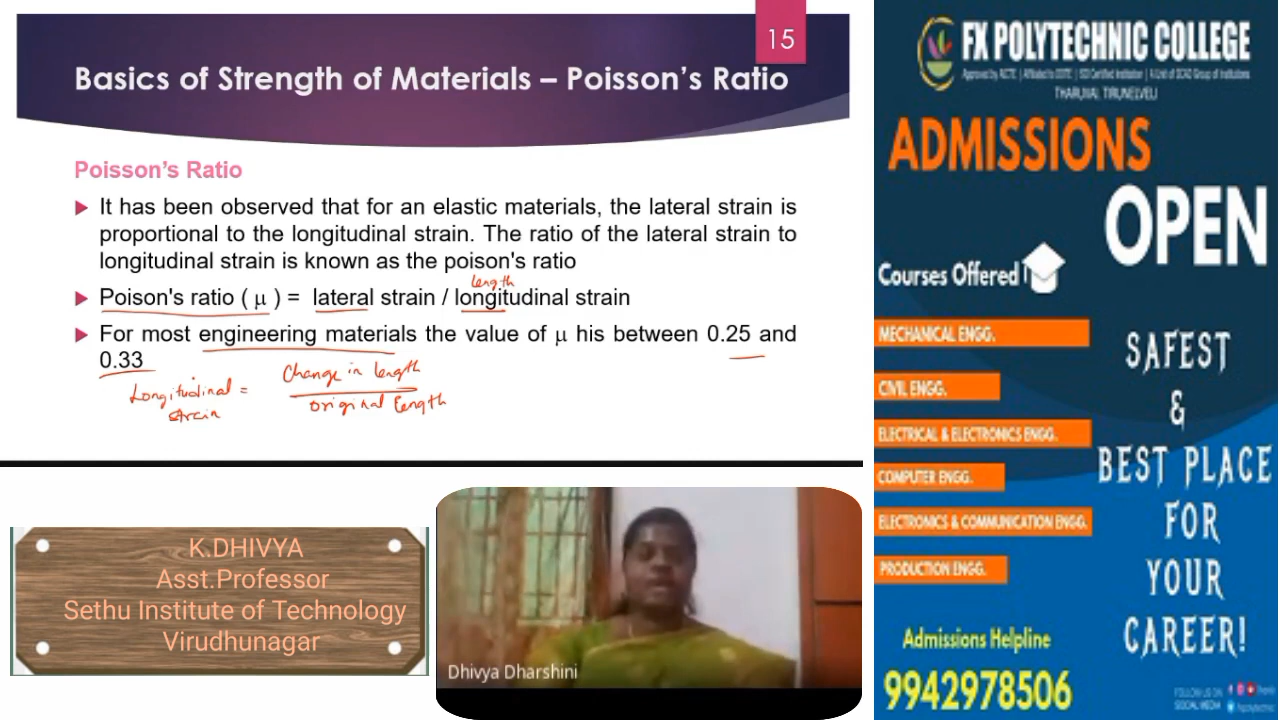 15
Basics of Strength of Materials – Poisson's Ratio
Poisson's Ratio
It has been observed that for an elastic materials, the lateral strain is
proportional to the longitudinal strain. The ratio of the lateral strain to
longitudinal strain is known as the poison's ratio
length
Poison's ratio ( μ ) = lateral strain / longitudinal strain
For most engineering materials the value of μ his between 0.25 and
0.33
Longitudinal =
strain
Change in length
original length
K.DHIVYA
Asst.Professor
Sethu Institute of Technology
Virudhunagar
Dhivya Dharshini
FX POLYTECHNIC COLLEGE
THARUVAI, TIRUNELVELI
ADMISSIONS
OPEN
Courses Offered
MECHANICAL ENGG.
CIVIL ENGG.
ELECTRICAL & ELECTRONICS ENGG.
COMPUTER ENGG.
ELECTRONICS & COMMUNICATION ENGG.
PRODUCTION ENGG.
SAFEST
&
BEST PLACE
FOR
YOUR
CAREER!
Admissions Helpline
9942978506
FOLLOW US ON
SOCIAL MEDIA